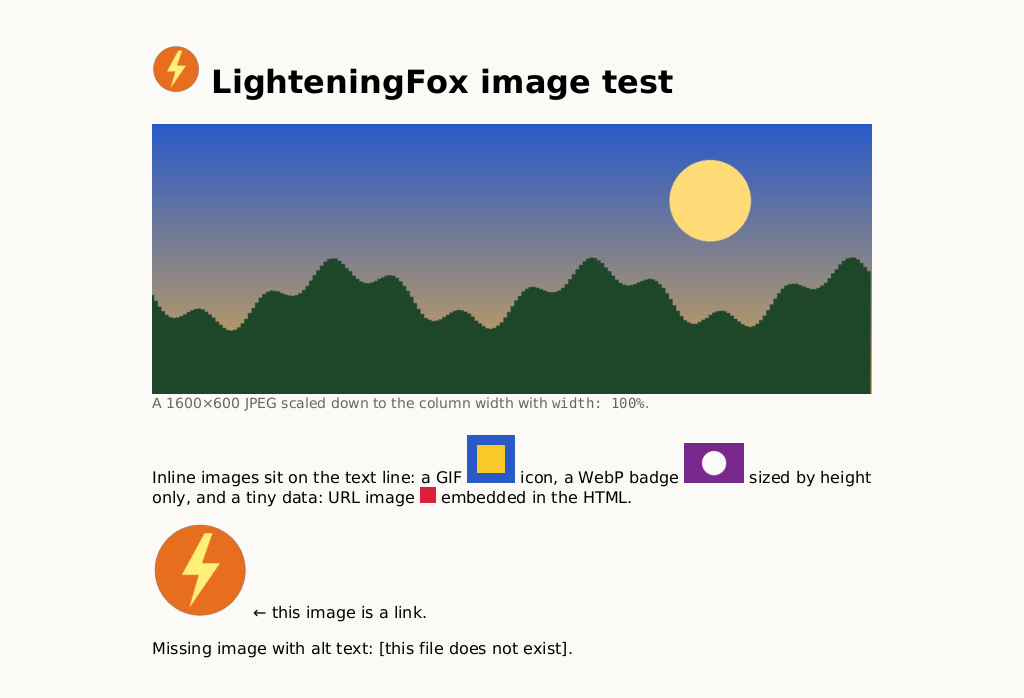 LighteningFox image test
A 1600×600 JPEG scaled down to the column width with width: 100%.
Inline images sit on the text line: a GIF icon, a WebP badge sized by height
only, and a tiny data: URL image embedded in the HTML.
← this image is a link.
Missing image with alt text: [this file does not exist].